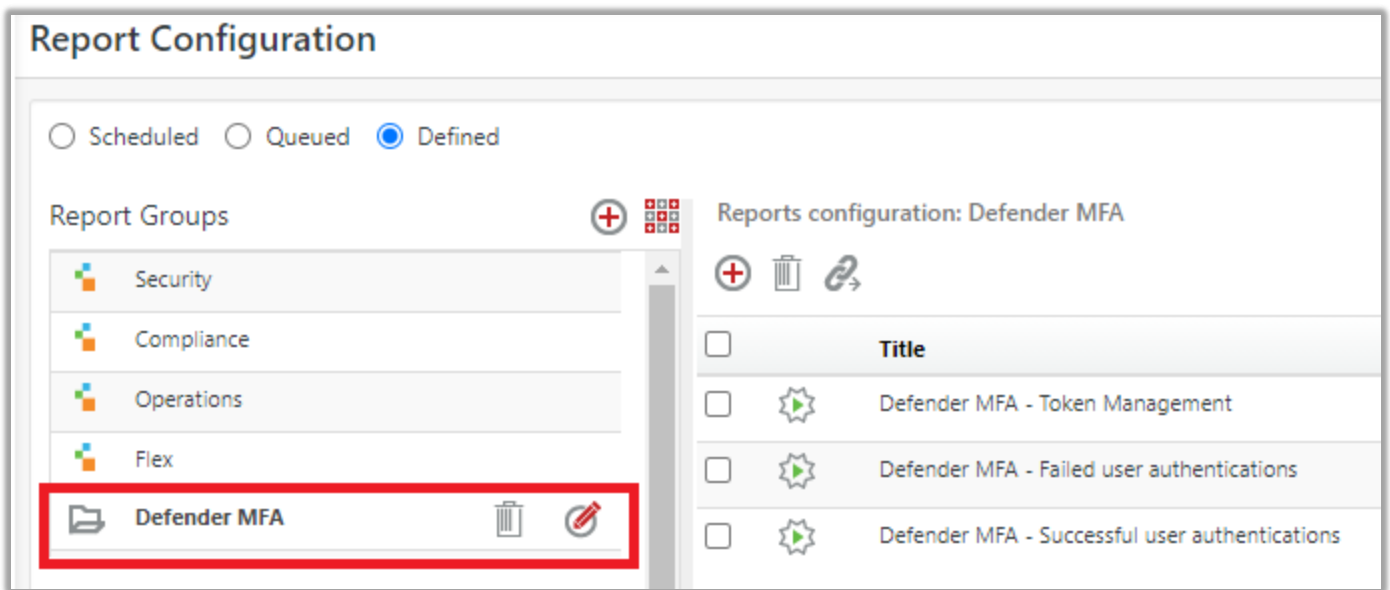 Report Configuration
Scheduled Queued Defined
Report Groups
Security
Compliance
Operations
Flex
Defender MFA
Reports configuration: Defender MFA
Title
Defender MFA - Token Management
Defender MFA - Failed user authentications
Defender MFA - Successful user authentications